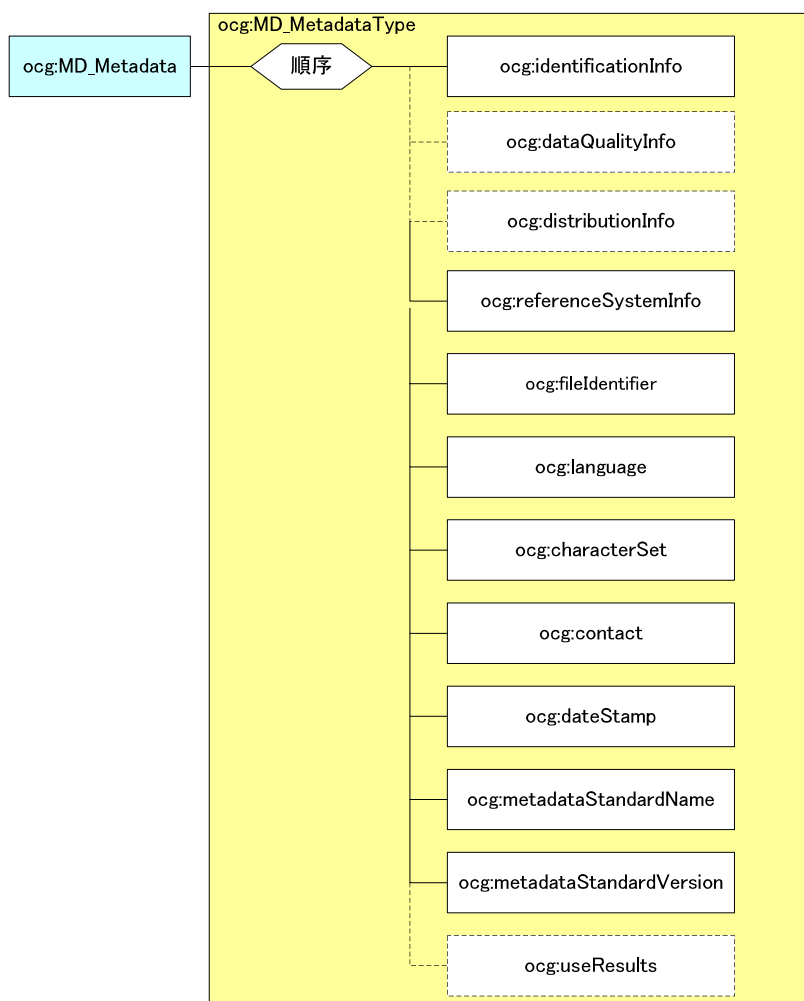 ocg:MD_MetadataType
ocg:MD_Metadata
順序
ocg:identificationInfo
ocg:dataQualityInfo
ocg:distributionInfo
ocg:referenceSystemInfo
ocg:fileIdentifier
ocg:language
ocg:characterSet
ocg:contact
ocg:dateStamp
ocg:metadataStandardName
ocg:metadataStandardVersion
ocg:useResults